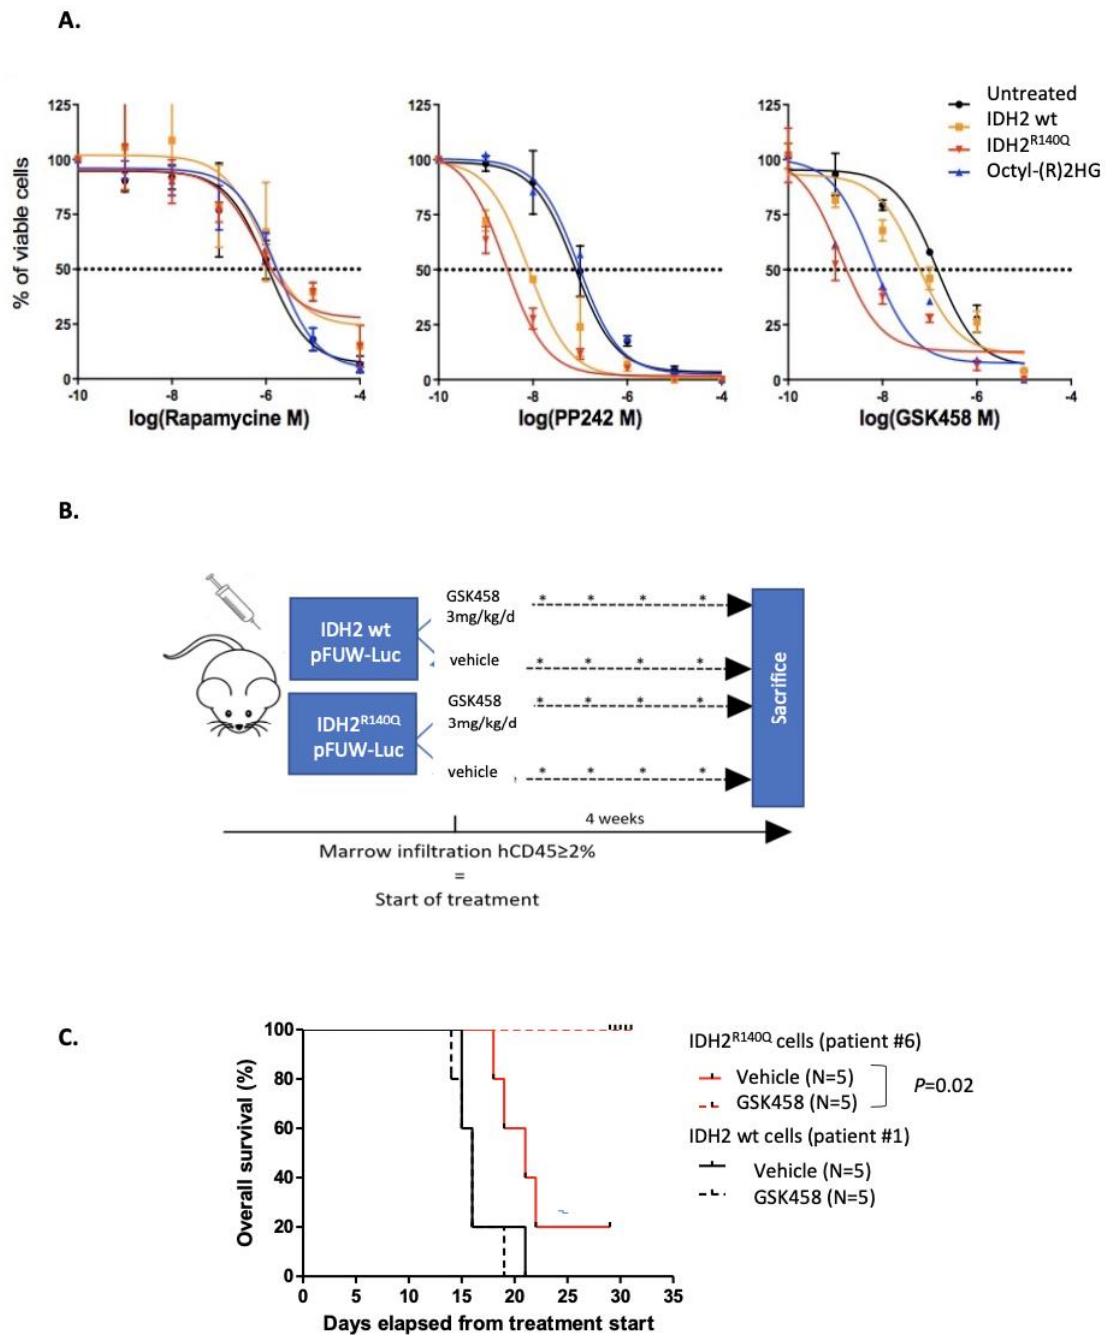 A.
Untreated
IDH2 wt
IDH2R140Q
Octyl-(R)2HG
% of viable cells
125
100
75
50
25
0
-10
-8
-6
-4
log(Rapamycine M)
125
100
75
50
25
0
-10
-8
-6
-4
log(PP242 M)
125
100
75
50
25
0
-10
-8
-6
-4
log(GSK458 M)
B.
IDH2 wt
pFUW-Luc
GSK458
3mg/kg/d
* * * *
vehicle
* * * *
IDH2R140Q
pFUW-Luc
GSK458
3mg/kg/d
* * * *
vehicle
* * * *
Sacrifice
4 weeks
Marrow infiltration hCD45≥2%
=
Start of treatment
C.
Overall survival (%)
100
80
60
40
20
0
0 5 10 15 20 25 30 35
Days elapsed from treatment start
IDH2R140Q cells (patient #6)
Vehicle (N=5)
GSK458 (N=5)
P=0.02
IDH2 wt cells (patient #1)
Vehicle (N=5)
GSK458 (N=5)